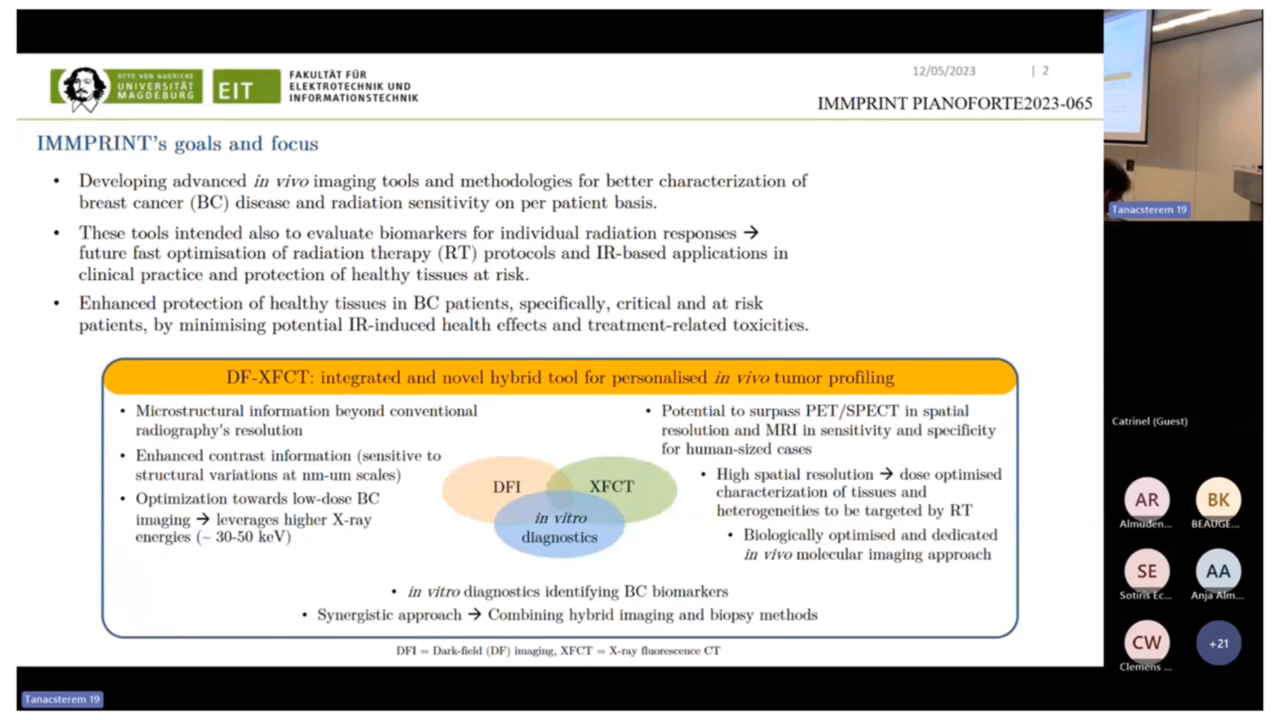 OTTO VON GUERICKE
UNIVERSITÄT
MAGDEBURG
EIT
FAKULTÄT FÜR
ELEKTROTECHNIK UND
INFORMATIONSTECHNIK
12/05/2023 | 2
IMMPRINT PIANOFORTE2023-065
IMMPRINT's goals and focus
• Developing advanced in vivo imaging tools and methodologies for better characterization of
breast cancer (BC) disease and radiation sensitivity on per patient basis.
• These tools intended also to evaluate biomarkers for individual radiation responses →
future fast optimisation of radiation therapy (RT) protocols and IR-based applications in
clinical practice and protection of healthy tissues at risk.
• Enhanced protection of healthy tissues in BC patients, specifically, critical and at risk
patients, by minimising potential IR-induced health effects and treatment-related toxicities.
DF-XFCT: integrated and novel hybrid tool for personalised in vivo tumor profiling
• Microstructural information beyond conventional
radiography's resolution
• Enhanced contrast information (sensitive to
structural variations at nm-um scales)
• Optimization towards low-dose BC
imaging → leverages higher X-ray
energies (~ 30-50 keV)
DFI
XFCT
in vitro
diagnostics
• Potential to surpass PET/SPECT in spatial
resolution and MRI in sensitivity and specificity
for human-sized cases
• High spatial resolution → dose optimised
characterization of tissues and
heterogeneities to be targeted by RT
• Biologically optimised and dedicated
in vivo molecular imaging approach
• in vitro diagnostics identifying BC biomarkers
• Synergistic approach → Combining hybrid imaging and biopsy methods
DFI = Dark-field (DF) imaging, XFCT = X-ray fluorescence CT
Tanacsterem 19
Tanacsterem 19
Catrinel (Guest)
AR
Almuden...
BK
BEAUGE...
SE
Sotiris Ec...
AA
Anja Alm...
CW
Clemens ...
+21